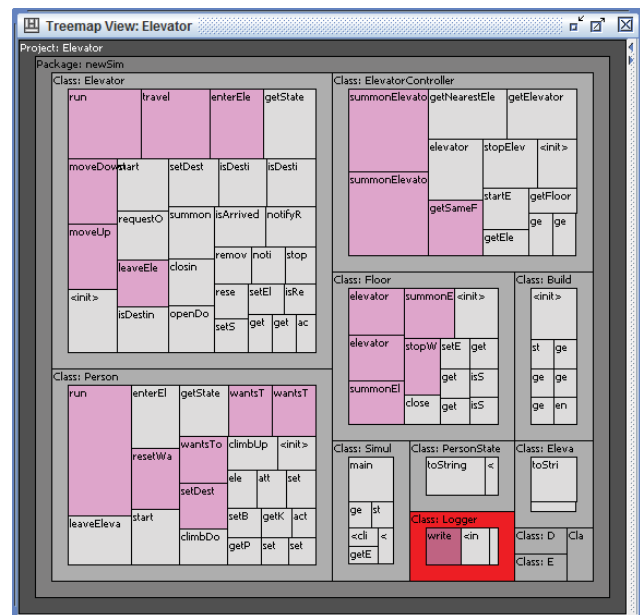 Treemap View: Elevator
Project: Elevator
Package: newSim
Class: Elevator
run travel enterEle getState
moveDown start setDest isDesti isDesti
requestO summon isArrived notifyR
moveUp
remov noti stop
leaveEle closin
rese setEl isRe
<init>
isDestin openDo
setS get get ac
Class: ElevatorController
summonElevato getNearestEle getElevator
elevator stopElev <init>
summonElevato
startE getFloor
getSameF
ge ge
getEle
Class: Floor
elevator summonE <init>
elevator stopW setE get
get isS
summonEl
close get isS
Class: Build
<init>
st ge
ge ge
ge en
Class: Person
run enterEl getState wantsT wantsT
wantsTo climbUp <init>
resetWa
ele att set
setDest
setB getK act
leaveEleva start
climbDo
getP set set
Class: Simul
main
ge st
<cli <
getE
Class: PersonState
toString <
Class: Eleva
toStri
Class: Logger
write <in
Class: D Cla
Class: E